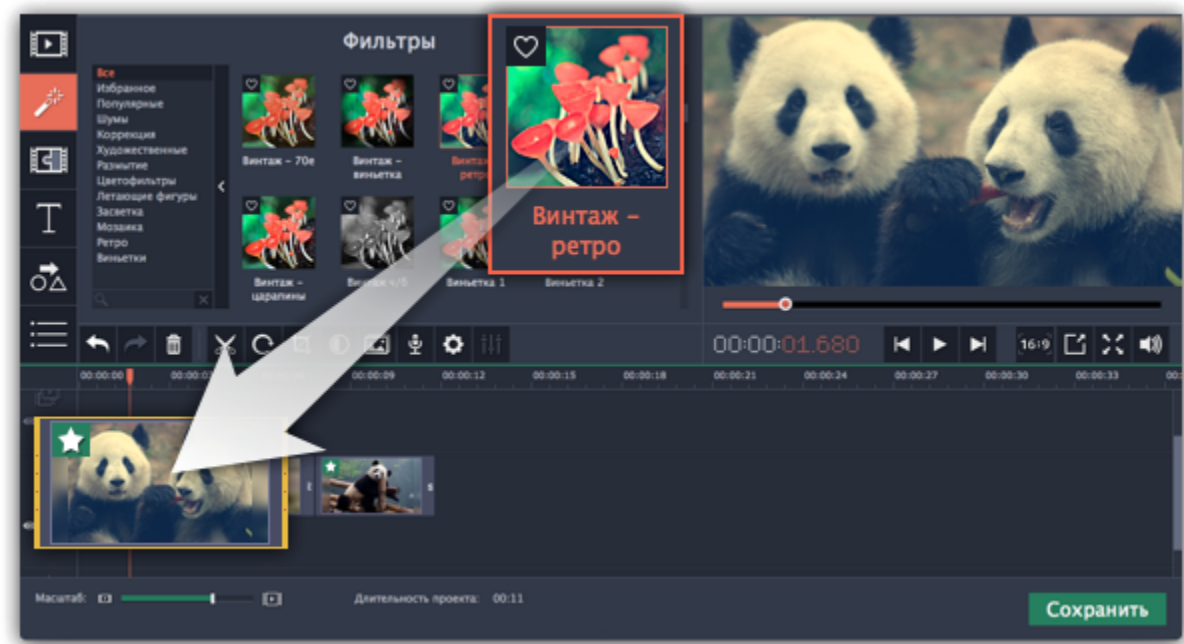 Фильтры
Все
Избранное
Популярные
Шумы
Коррекция
Художественные
Размытие
Цветофильтры
Летающие фигуры
Засветка
Мозаика
Ретро
Виньетки
Винтаж – 70е
Винтаж –
виньетка
Винтаж –
ретро
Винтаж –
царапины
Виньетка 1
Виньетка 2
00:00:01.680
16:9
00:00:00
00:00:09
00:00:12
00:00:15
00:00:18
00:00:21
00:00:24
00:00:27
00:00:30
00:00:33
Масштаб:
Длительность проекта: 00:11
Сохранить